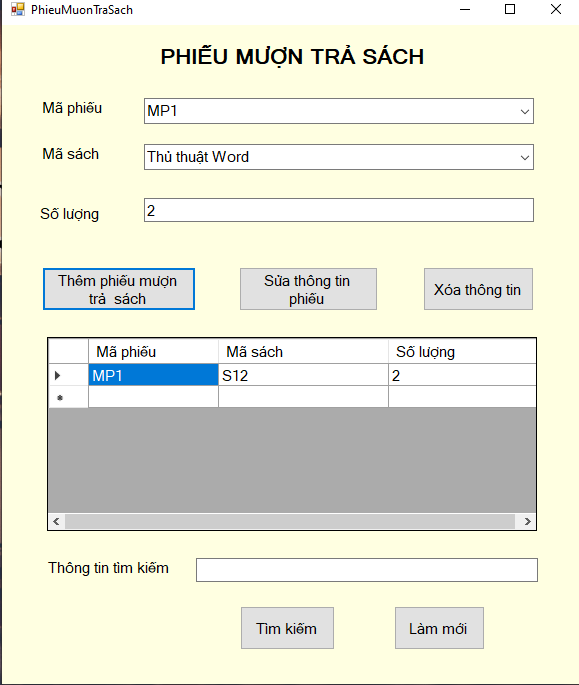 PhieuMuonTraSach
PHIẾU MƯỢN TRẢ SÁCH
Mã phiếu
MP1
Mã sách
Thủ thuật Word
Số lượng
2
Thêm phiếu mượn
trả sách
Sửa thông tin
phiếu
Xóa thông tin
Mã phiếu Mã sách Số lượng
MP1 S12 2
Thông tin tìm kiếm
Tìm kiếm
Làm mới